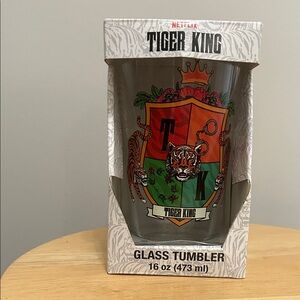 NETFLIX
TIGER KING
T
K
TIGER KING
GLASS TUMBLER
16 oz (473 ml)